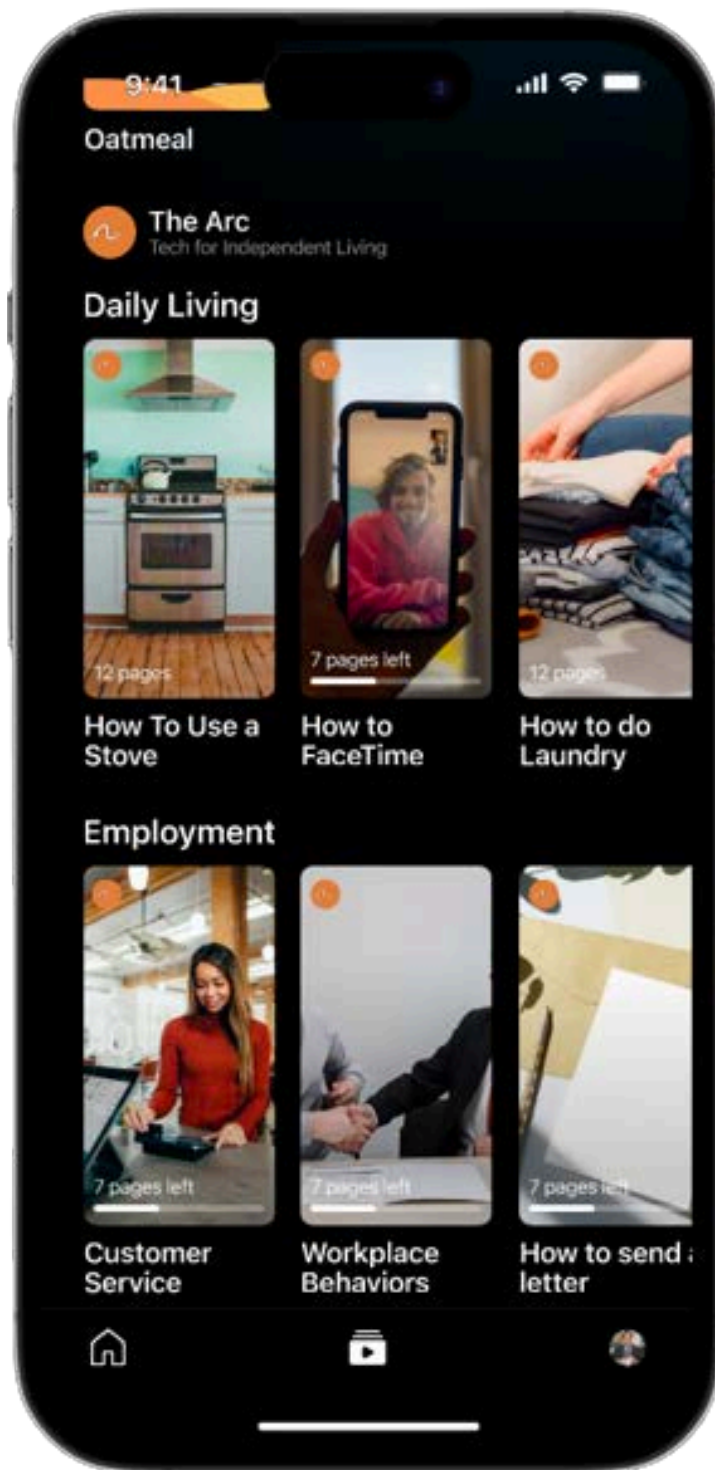 9:41
Oatmeal
The Arc
Tech for Independent Living
Daily Living
12 pages
7 pages left
12 pages
How To Use a
Stove
How to
FaceTime
How to do
Laundry
Employment
7 pages left
7 pages left
7 pages left
Customer
Service
Workplace
Behaviors
How to send a
letter